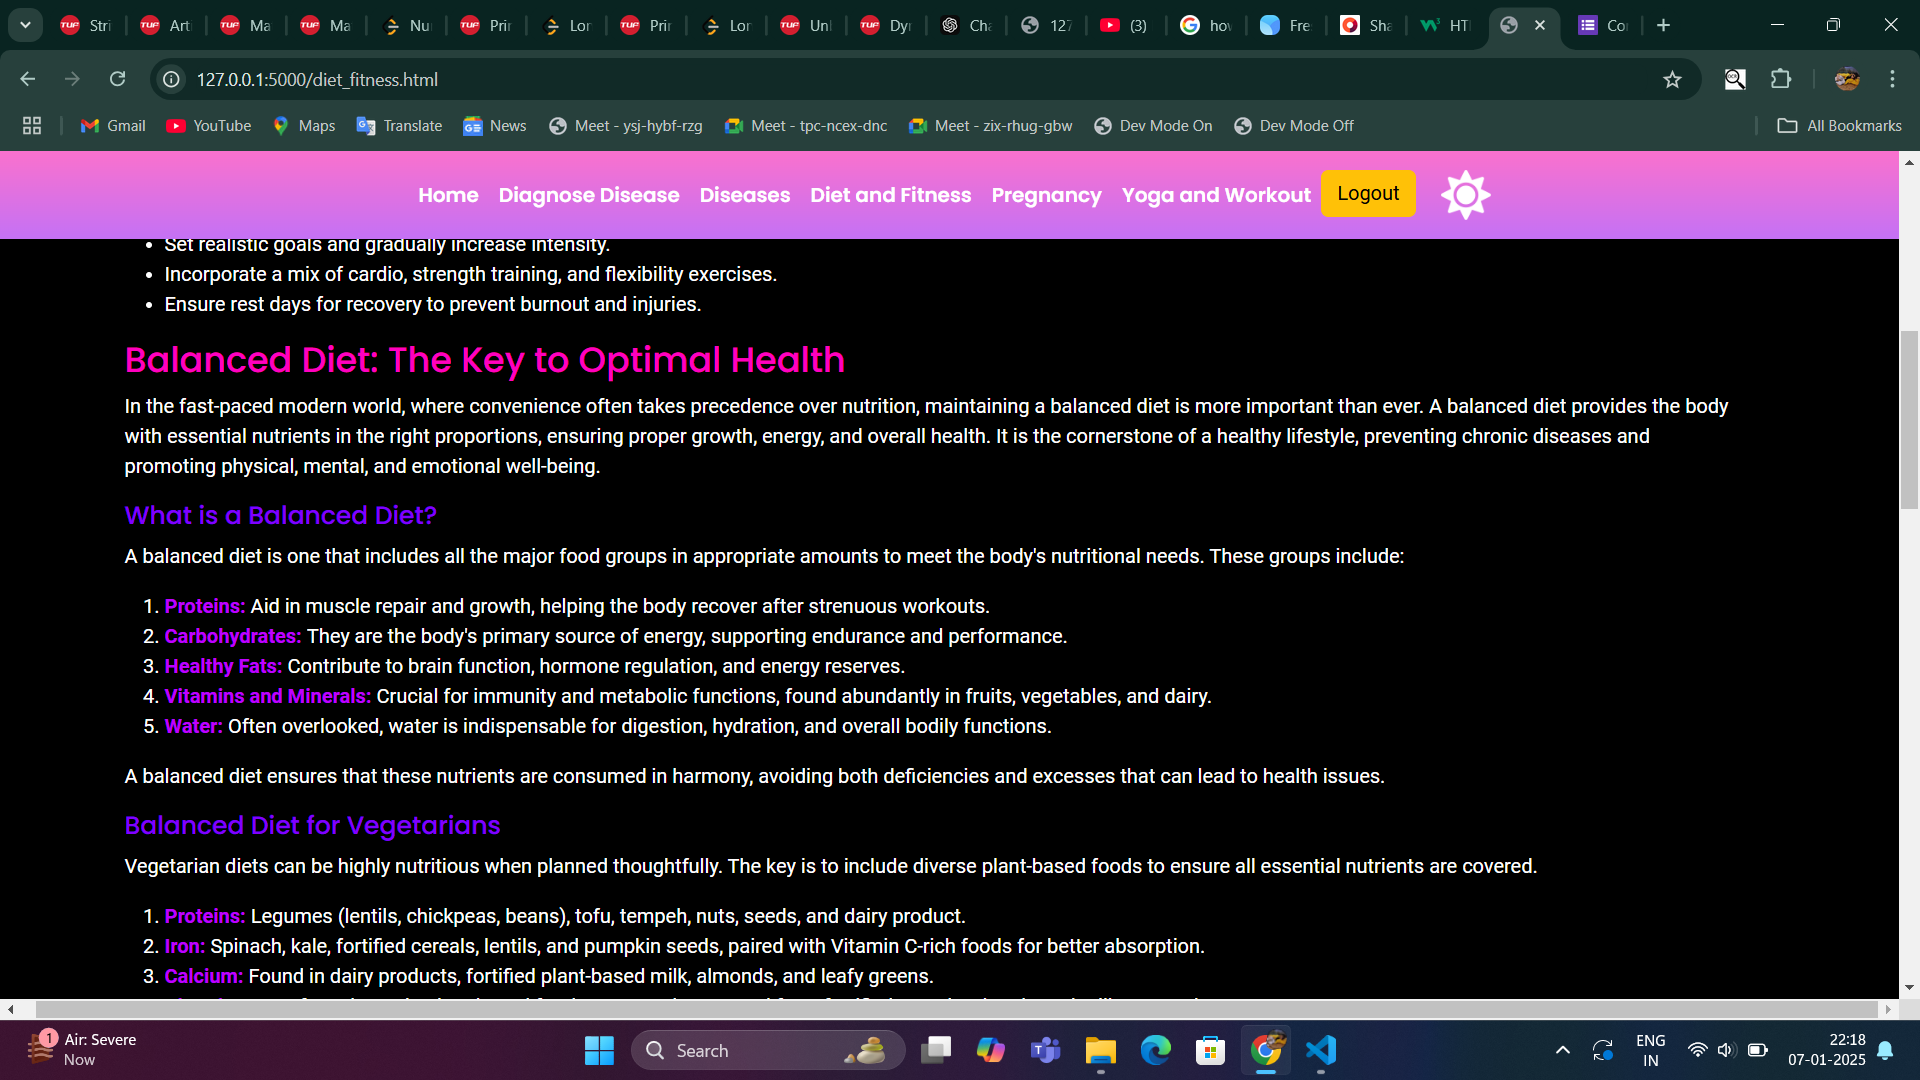 Stri
Art
Ma
Ma
Nu
Prir
Lor
Prir
Lor
Unl
Dyr
Cha
127
(3)
how
Fre
Sha
HT
Co
127.0.0.1:5000/diet_fitness.html
Gmail
YouTube
Maps
Translate
News
Meet - ysj-hybf-rzg
Meet - tpc-ncex-dnc
Meet - zix-rhug-gbw
Dev Mode On
Dev Mode Off
All Bookmarks
Home Diagnose Disease Diseases Diet and Fitness Pregnancy Yoga and Workout Logout
• Set realistic goals and gradually increase intensity.
• Incorporate a mix of cardio, strength training, and flexibility exercises.
• Ensure rest days for recovery to prevent burnout and injuries.
Balanced Diet: The Key to Optimal Health
In the fast-paced modern world, where convenience often takes precedence over nutrition, maintaining a balanced diet is more important than ever. A balanced diet provides the body
with essential nutrients in the right proportions, ensuring proper growth, energy, and overall health. It is the cornerstone of a healthy lifestyle, preventing chronic diseases and
promoting physical, mental, and emotional well-being.
What is a Balanced Diet?
A balanced diet is one that includes all the major food groups in appropriate amounts to meet the body's nutritional needs. These groups include:
1. Proteins: Aid in muscle repair and growth, helping the body recover after strenuous workouts.
2. Carbohydrates: They are the body's primary source of energy, supporting endurance and performance.
3. Healthy Fats: Contribute to brain function, hormone regulation, and energy reserves.
4. Vitamins and Minerals: Crucial for immunity and metabolic functions, found abundantly in fruits, vegetables, and dairy.
5. Water: Often overlooked, water is indispensable for digestion, hydration, and overall bodily functions.
A balanced diet ensures that these nutrients are consumed in harmony, avoiding both deficiencies and excesses that can lead to health issues.
Balanced Diet for Vegetarians
Vegetarian diets can be highly nutritious when planned thoughtfully. The key is to include diverse plant-based foods to ensure all essential nutrients are covered.
1. Proteins: Legumes (lentils, chickpeas, beans), tofu, tempeh, nuts, seeds, and dairy product.
2. Iron: Spinach, kale, fortified cereals, lentils, and pumpkin seeds, paired with Vitamin C-rich foods for better absorption.
3. Calcium: Found in dairy products, fortified plant-based milk, almonds, and leafy greens.
1
Air: Severe
Now
Search
ENG
IN
22:18
07-01-2025